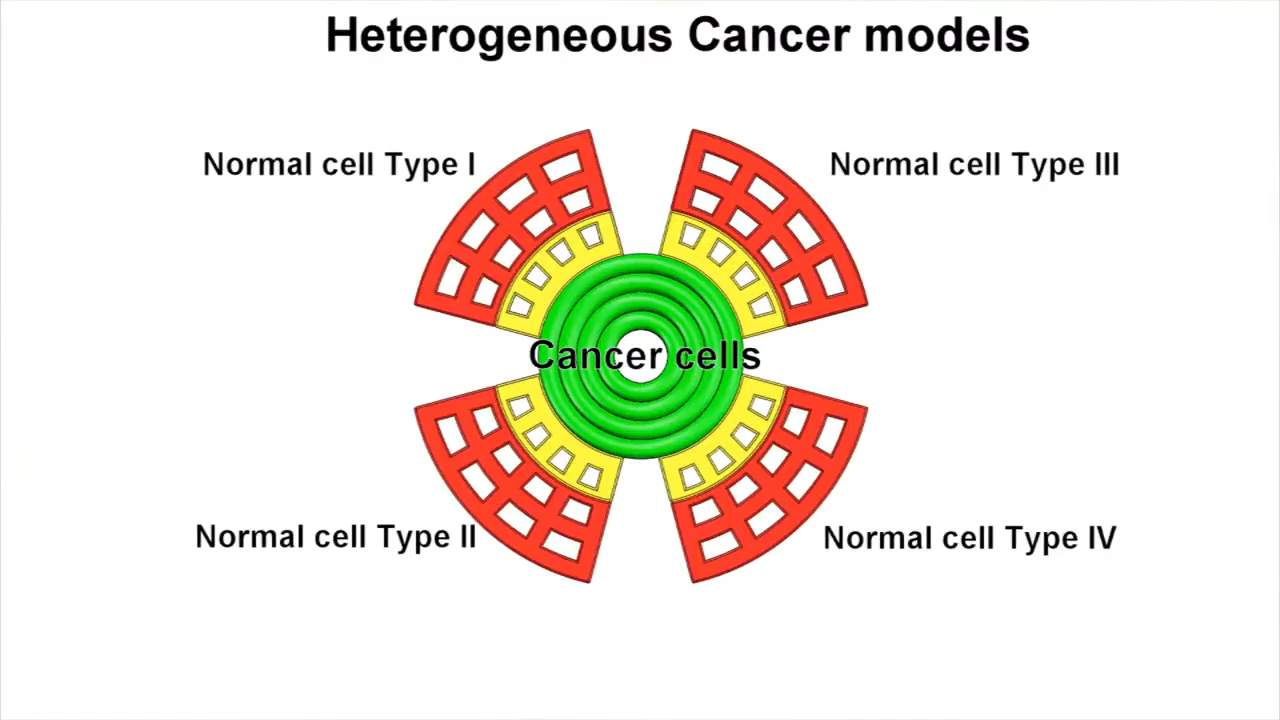 Heterogeneous Cancer models
Normal cell Type I
Normal cell Type III
Cancer cells
Normal cell Type II
Normal cell Type IV